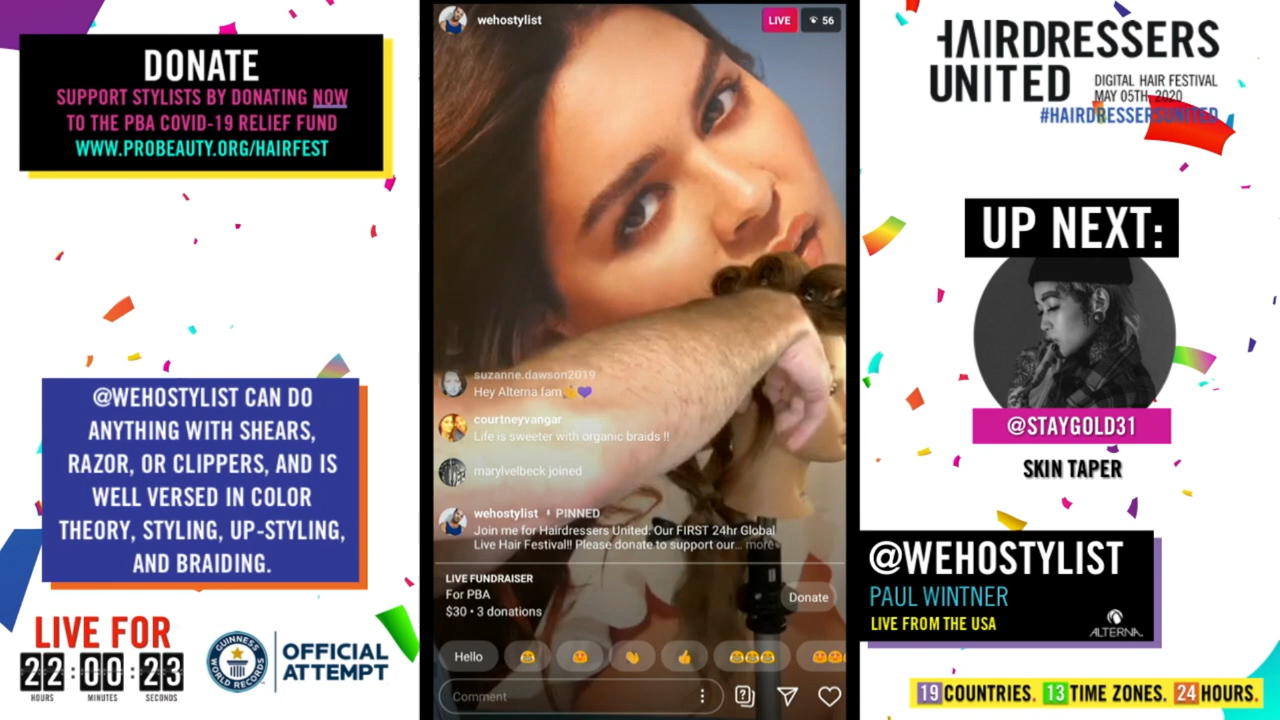 DONATE
SUPPORT STYLISTS BY DONATING NOW
TO THE PBA COVID-19 RELIEF FUND
WWW.PROBEAUTY.ORG/HAIRFEST
@WEHOSTYLIST CAN DO
ANYTHING WITH SHEARS,
RAZOR, OR CLIPPERS, AND IS
WELL VERSED IN COLOR
THEORY, STYLING, UP-STYLING,
AND BRAIDING.
LIVE FOR
22:00:23
HOURS MINUTES SECONDS
GUINNESS
WORLD RECORDS
OFFICIAL
ATTEMPT
wehostylist
LIVE 56
suzanne.dawson2019
Hey Alterna fam👋💜
courtneyvangar
Life is sweeter with organic braids !!
marylvelbeck joined
wehostylist PINNED
Join me for Hairdressers United: Our FIRST 24hr Global
Live Hair Festival!! Please donate to support our... more
LIVE FUNDRAISER
For PBA
$30 • 3 donations
Donate
Hello
Comment
HAIRDRESSERS
UNITED
DIGITAL HAIR FESTIVAL
MAY 05TH, 2020
#HAIRDRESSERSUNITED
UP NEXT:
@STAYGOLD31
SKIN TAPER
@WEHOSTYLIST
PAUL WINTNER
LIVE FROM THE USA
ALTERNA
19 COUNTRIES. 13 TIME ZONES. 24 HOURS.